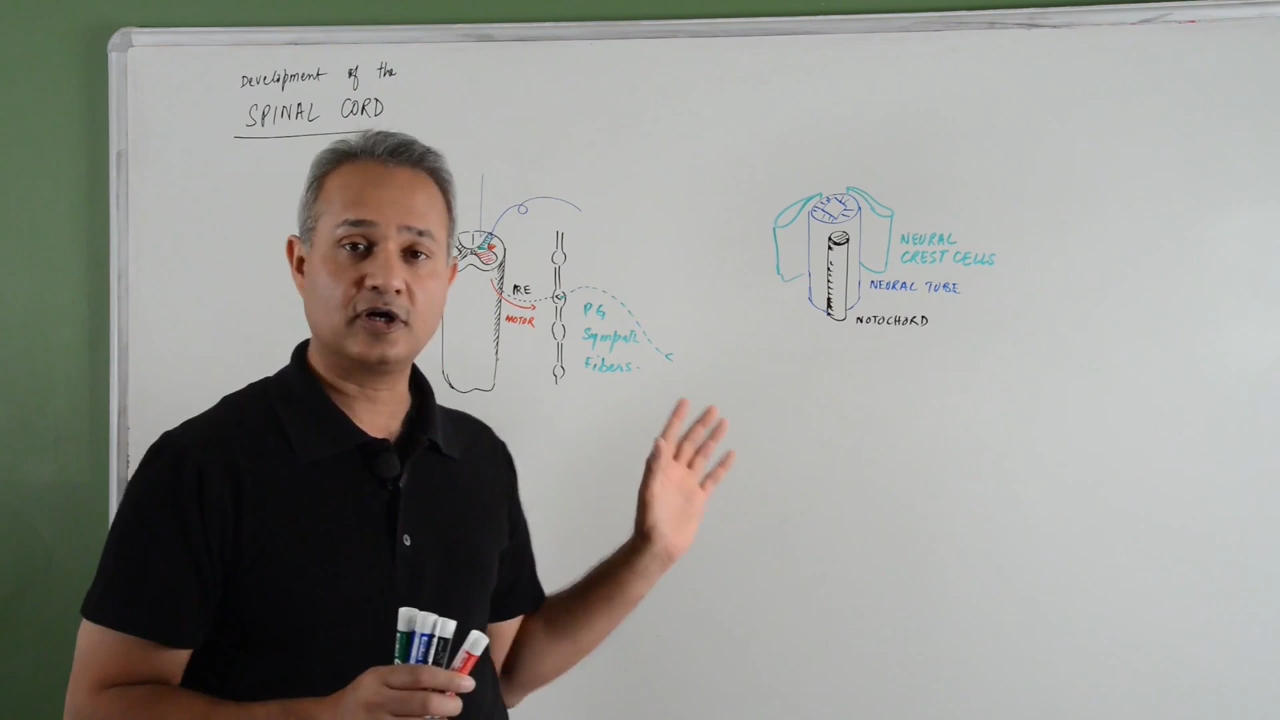 Development of the
SPINAL CORD
PRE
MOTOR
PG
Sympath
Fibers.
NEURAL
CREST CELLS
NEURAL TUBE
NOTOCHORD